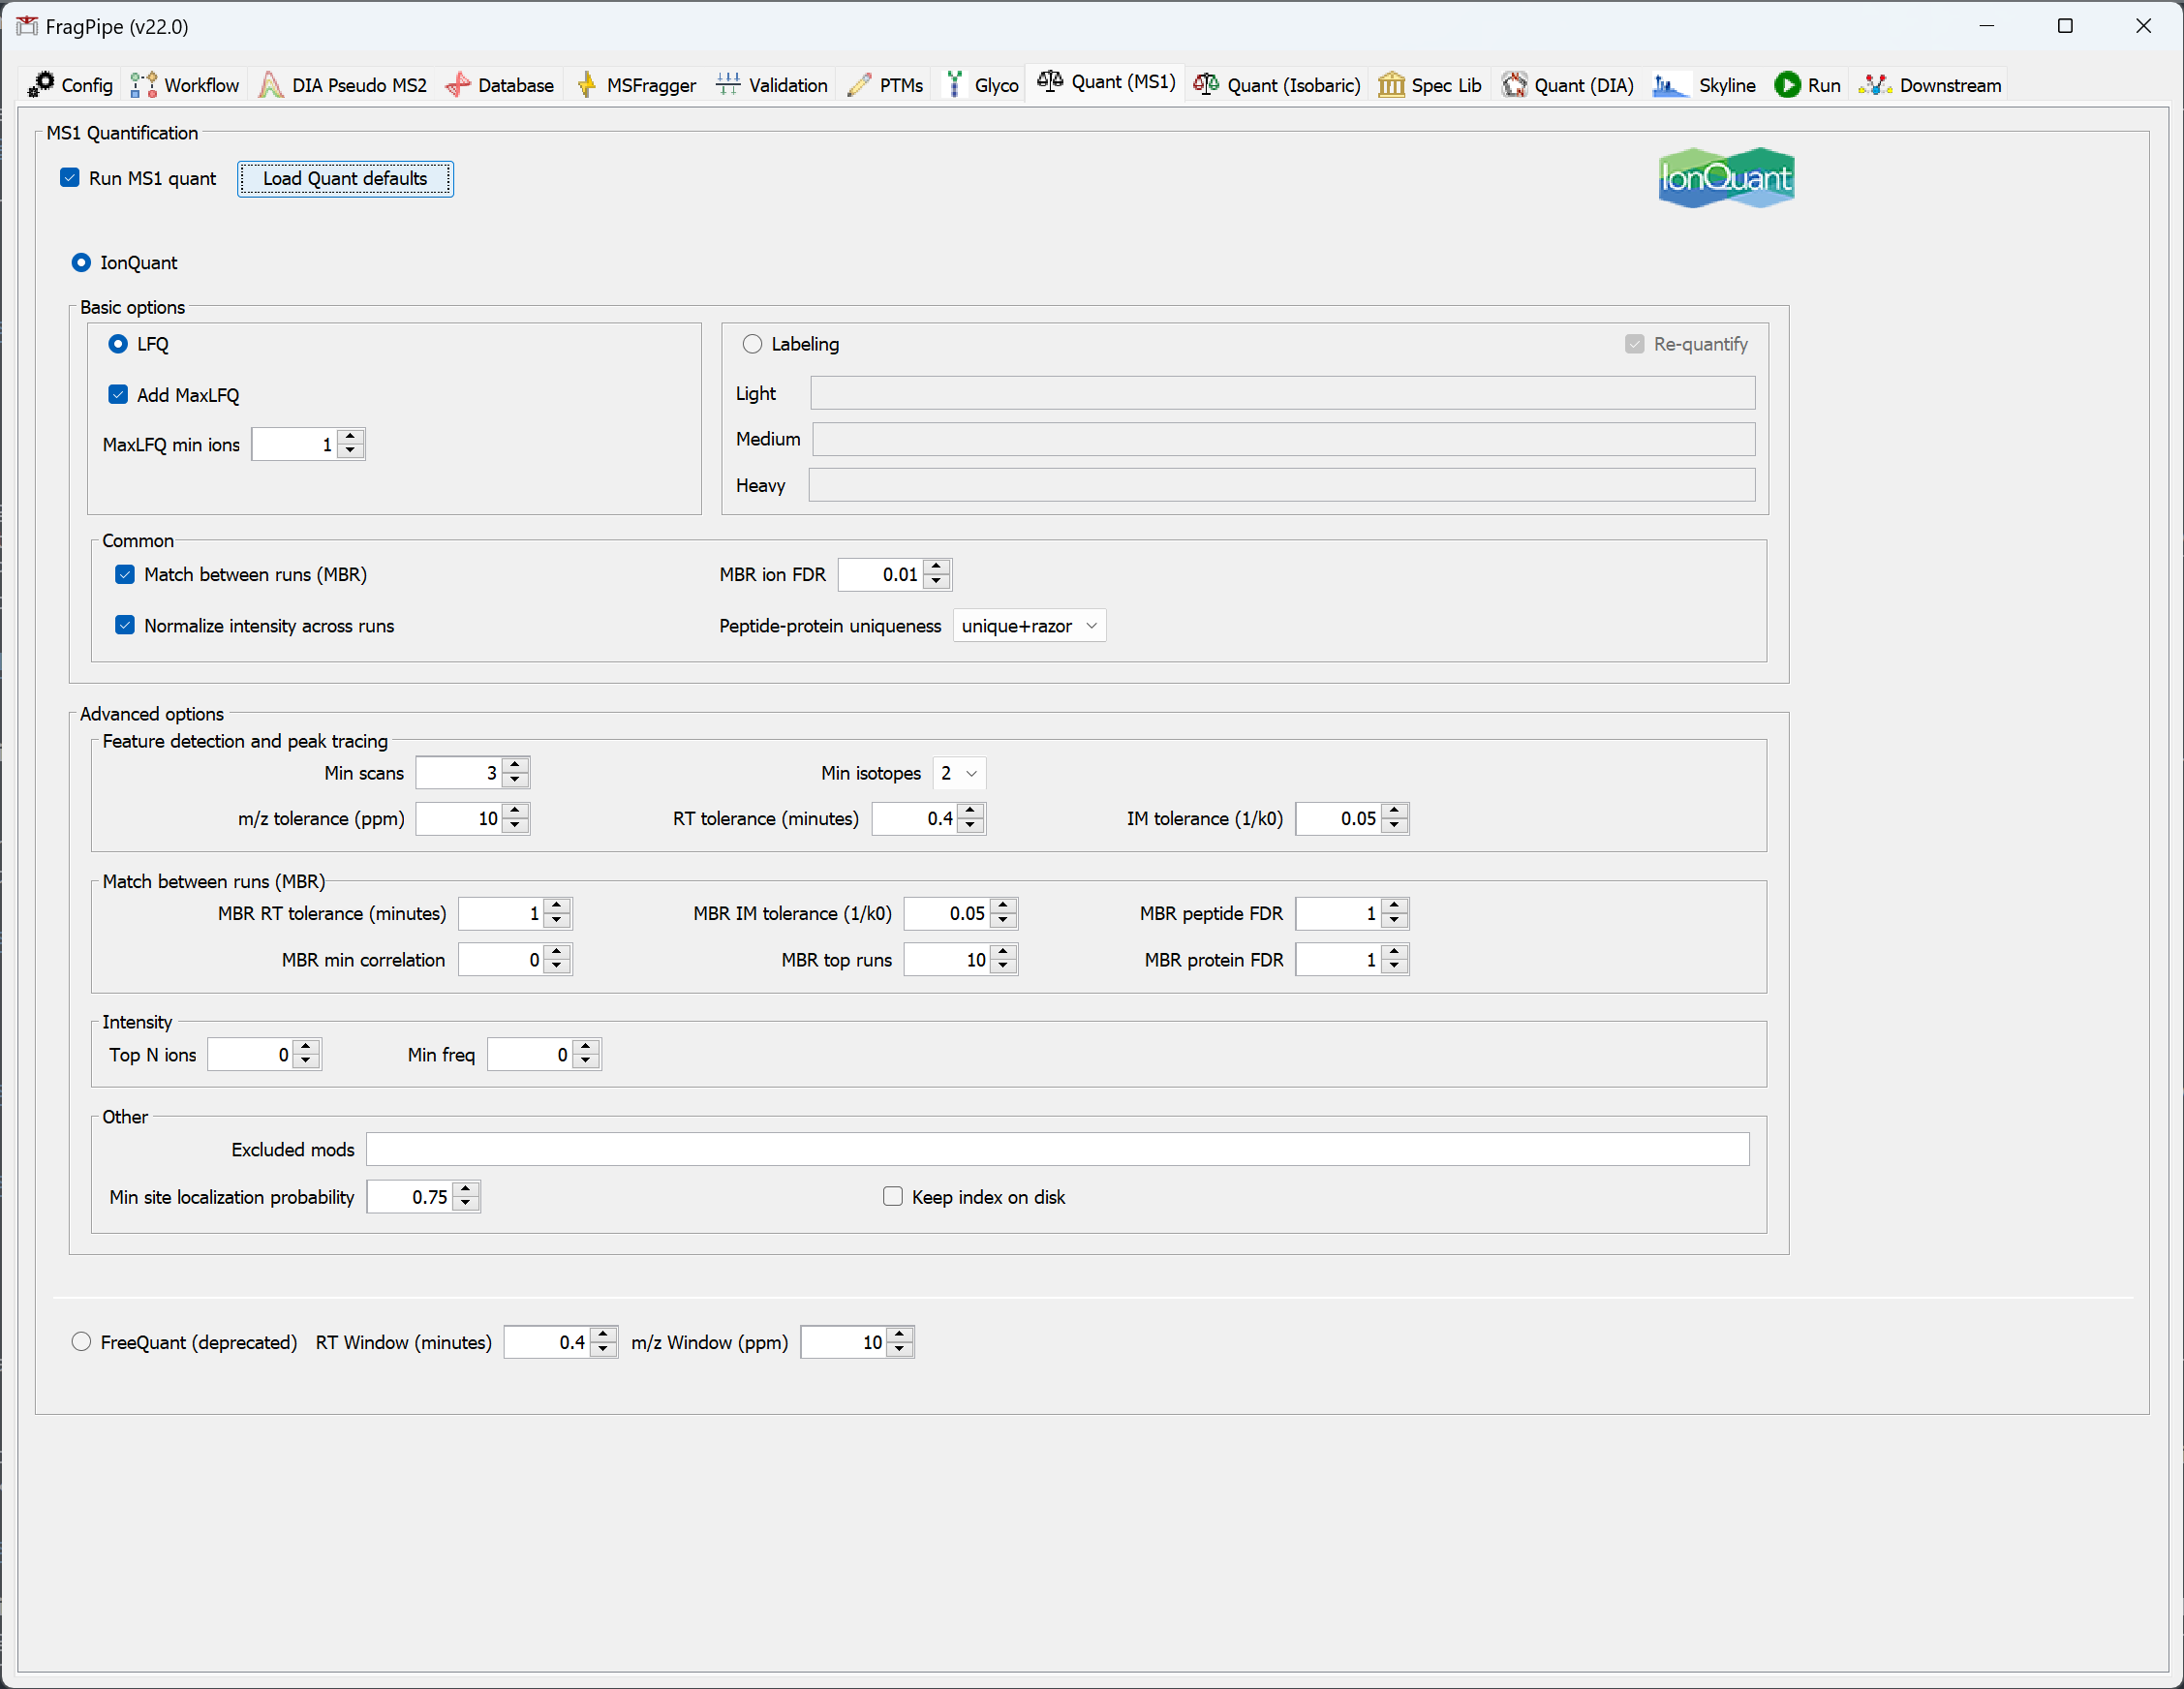 FragPipe (v22.0)
Config Workflow DIA Pseudo MS2 Database MSFragger Validation PTMs Glyco Quant (MS1) Quant (Isobaric) Spec Lib Quant (DIA) Skyline Run Downstream
MS1 Quantification
Run MS1 quant Load Quant defaults IonQuant
IonQuant
Basic options
LFQ
Add MaxLFQ
MaxLFQ min ions 1
Labeling Re-quantify
Light
Medium
Heavy
Common
Match between runs (MBR) MBR ion FDR 0.01
Normalize intensity across runs Peptide-protein uniqueness unique+razor
Advanced options
Feature detection and peak tracing
Min scans 3 Min isotopes 2
m/z tolerance (ppm) 10 RT tolerance (minutes) 0.4 IM tolerance (1/k0) 0.05
Match between runs (MBR)
MBR RT tolerance (minutes) 1 MBR IM tolerance (1/k0) 0.05 MBR peptide FDR 1
MBR min correlation 0 MBR top runs 10 MBR protein FDR 1
Intensity
Top N ions 0 Min freq 0
Other
Excluded mods
Min site localization probability 0.75 Keep index on disk
FreeQuant (deprecated) RT Window (minutes) 0.4 m/z Window (ppm) 10